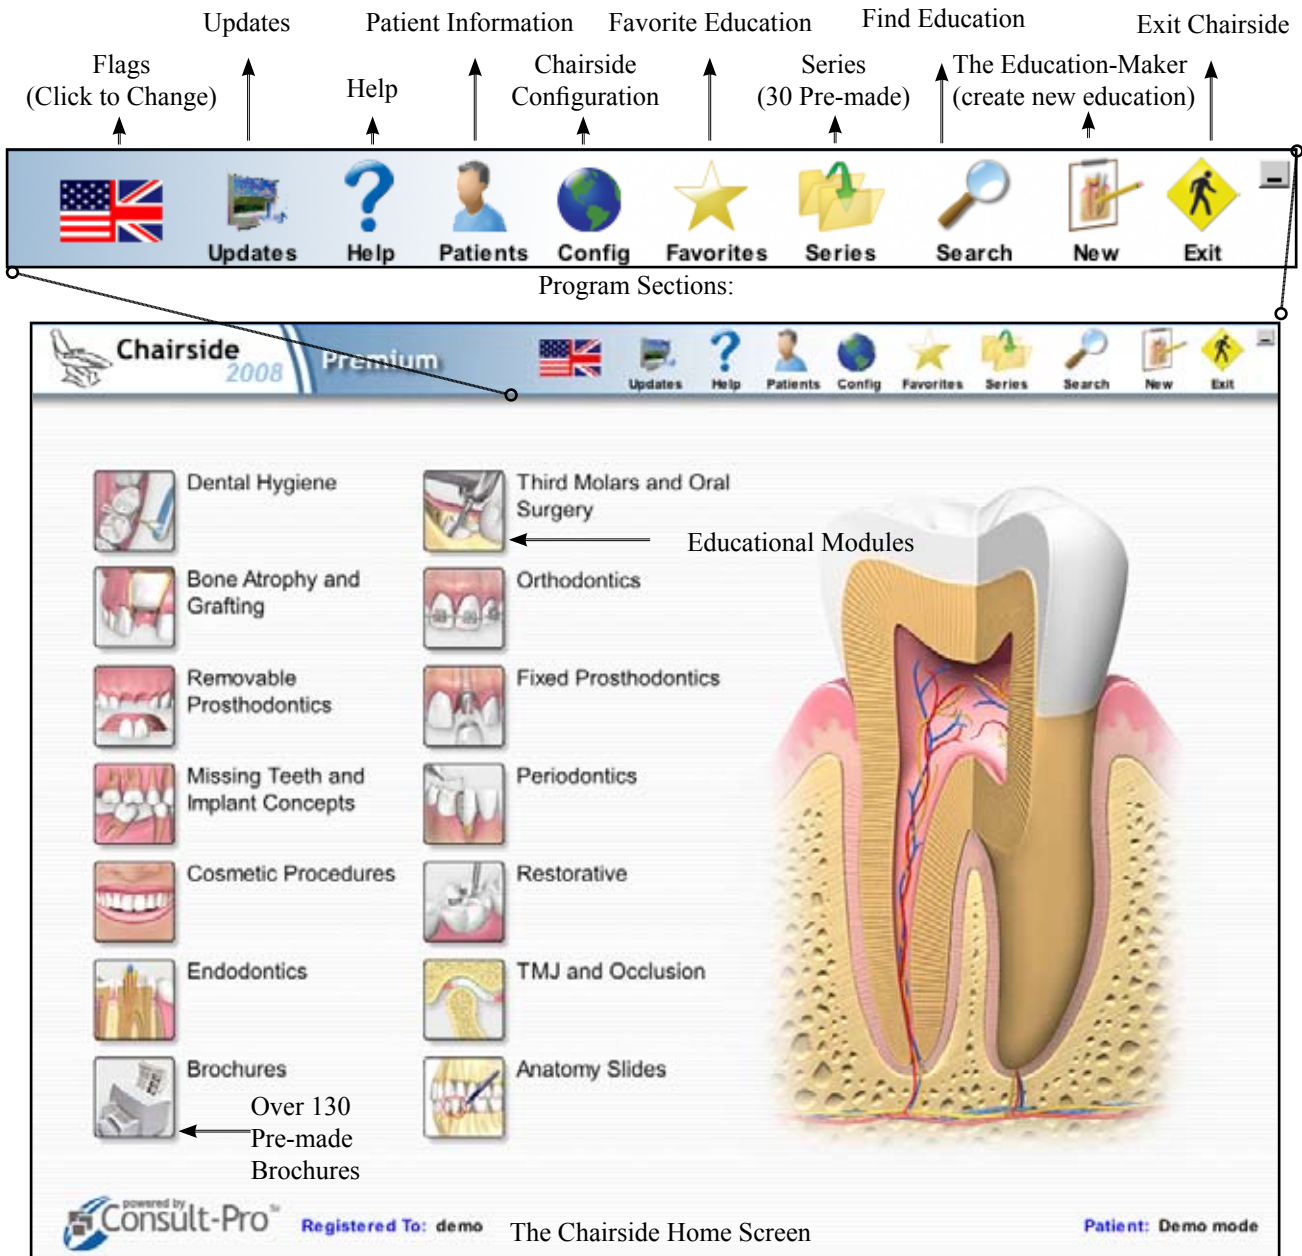 Updates
Patient Information
Favorite Education
Find Education
Exit Chairside
Flags
(Click to Change)
Help
Chairside
Configuration
Series
(30 Pre-made)
The Education-Maker
(create new education)
Updates
Help
Patients
Config
Favorites
Series
Search
New
Exit
Program Sections:
Chairside
2008
Premium
Updates
Help
Patients
Config
Favorites
Series
Search
New
Exit
Dental Hygiene
Third Molars and Oral
Surgery
Educational Modules
Bone Atrophy and
Grafting
Orthodontics
Removable
Prosthodontics
Fixed Prosthodontics
Missing Teeth and
Implant Concepts
Periodontics
Cosmetic Procedures
Restorative
Endodontics
TMJ and Occlusion
Brochures
Anatomy Slides
Over 130
Pre-made
Brochures
powered by
Consult-Pro
Registered To: demo
The Chairside Home Screen
Patient: Demo mode